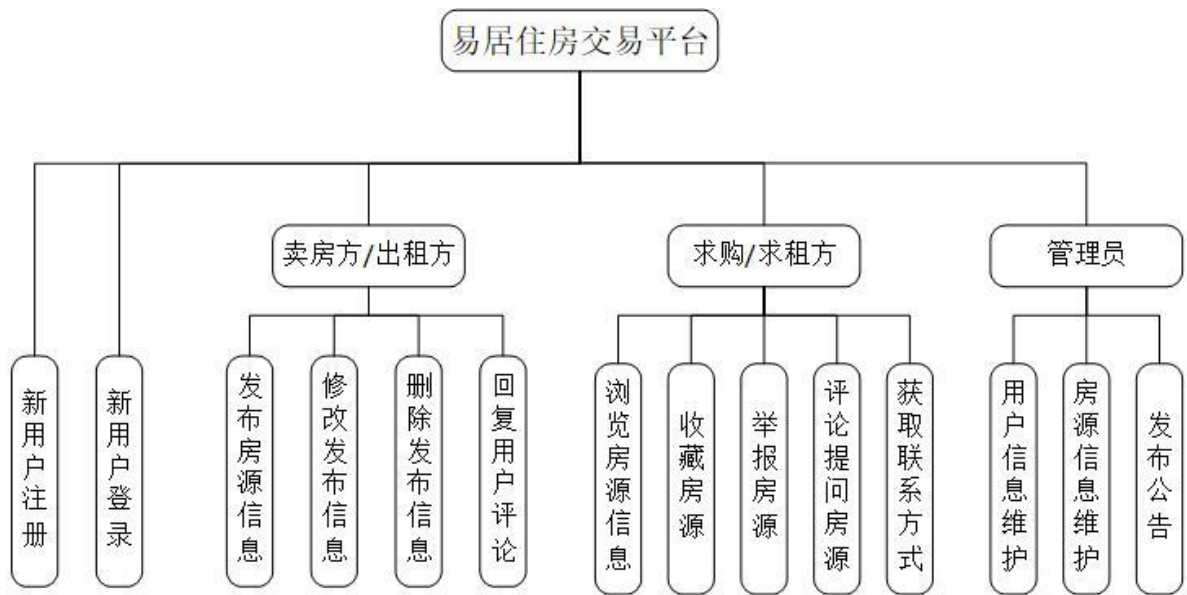 易居住房交易平台
卖房方/出租方
求购/求租方
管理员
新用户注册
新用户登录
发布房源信息
修改发布信息
删除发布信息
回复用户评论
浏览房源信息
收藏房源
举报房源
评论提问房源
获取联系方式
用户信息维护
房源信息维护
发布公告